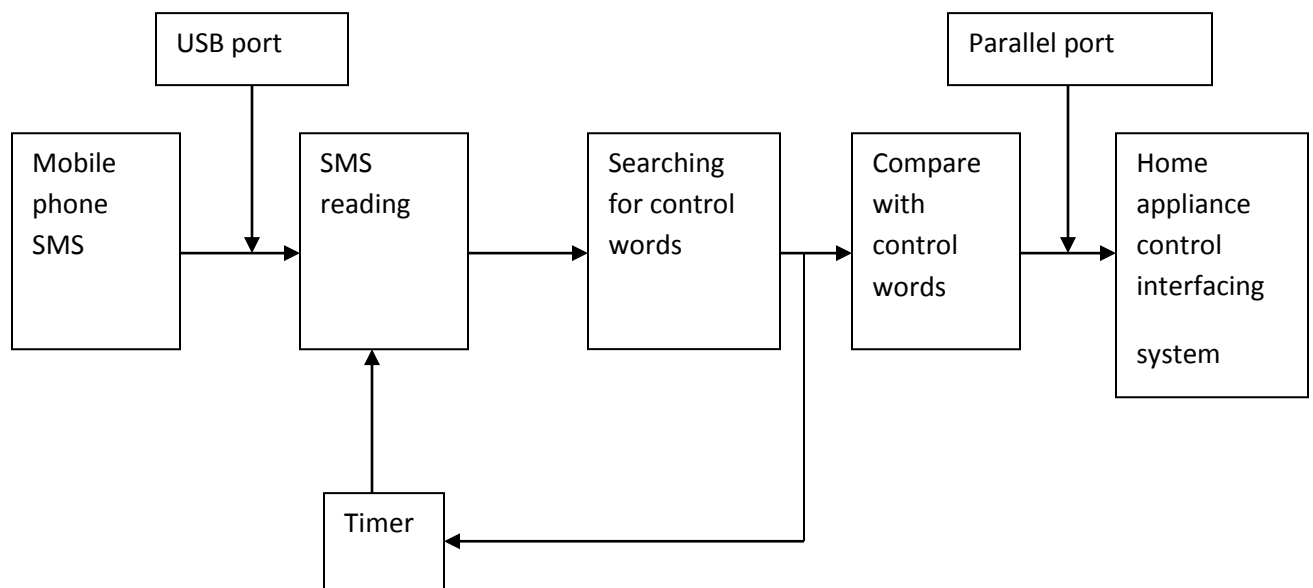 USB port
Parallel port
Mobile
phone
SMS
SMS
reading
Searching
for control
words
Compare
with
control
words
Home
appliance
control
interfacing
system
Timer